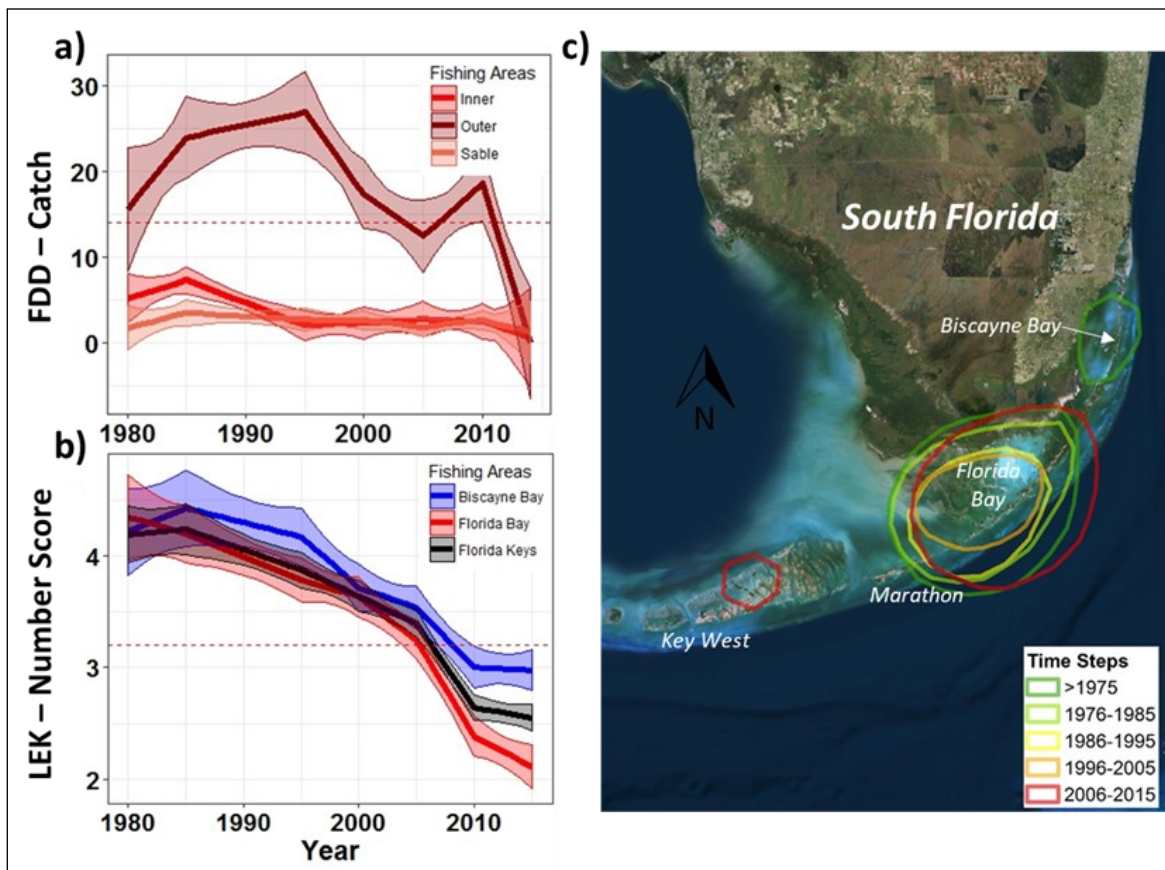 a)
FDD – Catch
30
20
10
0
Fishing Areas
Inner
Outer
Sable
1980
1990
2000
2010
b)
LEK – Number Score
4
3
2
Fishing Areas
Biscayne Bay
Florida Bay
Florida Keys
1980
1990
2000
2010
Year
c)
South Florida
Biscayne Bay
N
Florida
Bay
Marathon
Key West
Time Steps
>1975
1976-1985
1986-1995
1996-2005
2006-2015